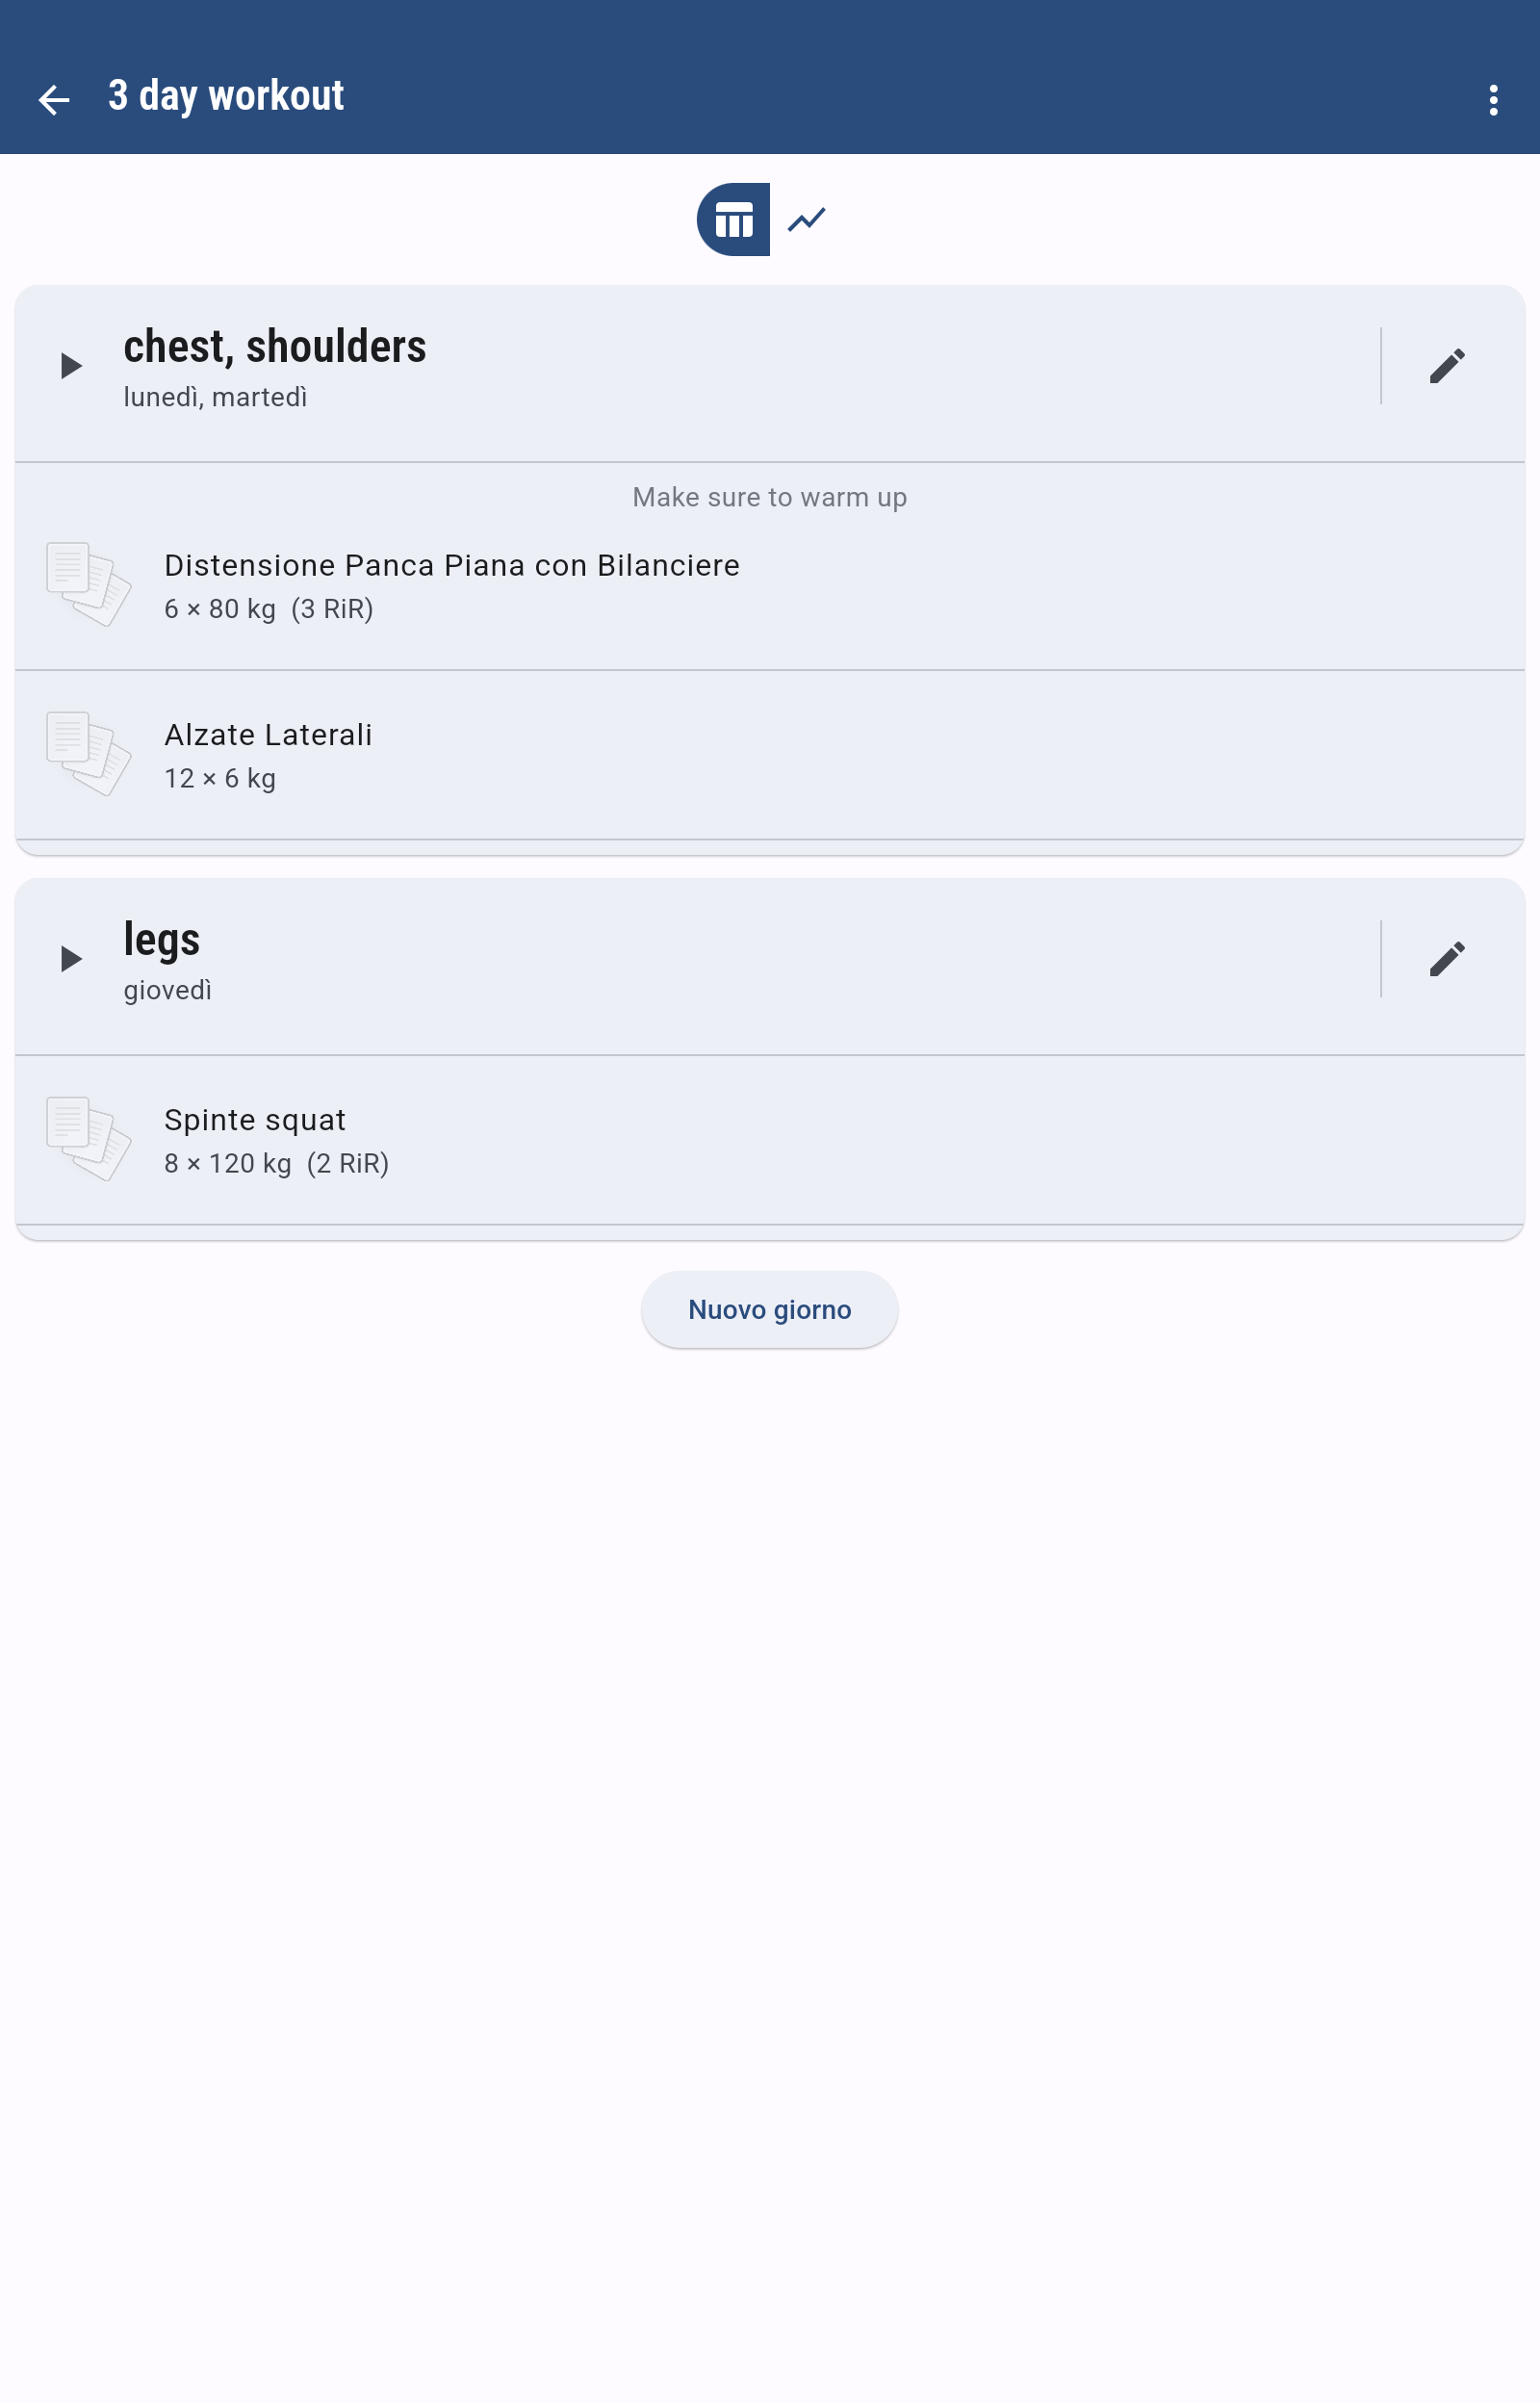 3 day workout
chest, shoulders
lunedì, martedì
Make sure to warm up
Distensione Panca Piana con Bilanciere
6 × 80 kg  (3 RiR)
Alzate Laterali
12 × 6 kg
legs
giovedì
Spinte squat
8 × 120 kg  (2 RiR)
Nuovo giorno